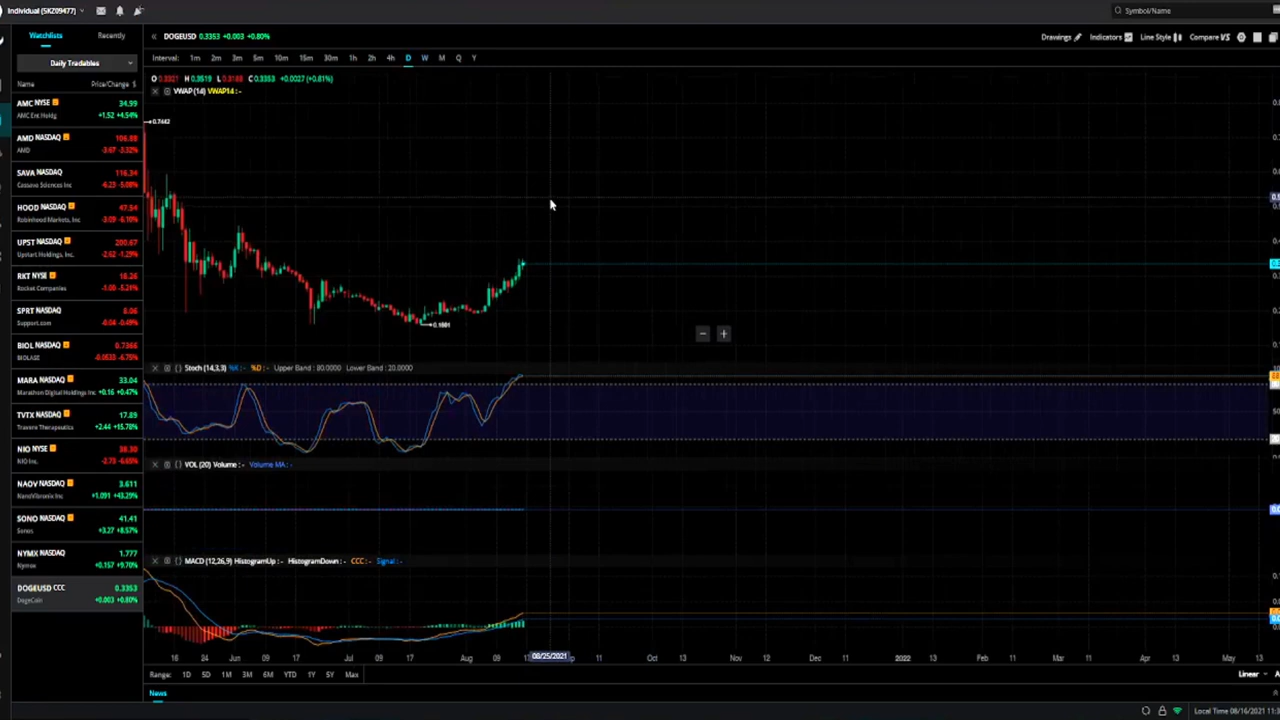 Individual (5KZ09477)
Symbol/Name
Watchlists Recently
Daily Tradables
Name Price/Change
AMC NYSE 34.99
AMC Ent Holdg +1.52 +4.54%
AMD NASDAQ 106.88
AMD -3.67 -3.32%
SAVA NASDAQ 116.34
Cassava Sciences Inc -6.23 -5.08%
HOOD NASDAQ 47.54
Robinhood Markets, Inc -3.09 -6.10%
UPST NASDAQ 200.67
Upstart Holdings, Inc. -2.62 -1.29%
RKT NYSE 18.26
Rocket Companies -1.00 -5.21%
SPRT NASDAQ 8.06
Support.com -0.04 -0.49%
BIOL NASDAQ 0.7366
BIOLASE -0.0533 -6.75%
MARA NASDAQ 33.04
Marathon Digital Holdings Inc +0.16 +0.47%
TVTX NASDAQ 17.89
Travere Therapeutics +2.44 +15.78%
NIO NYSE 38.30
NIO Inc. -2.73 -6.65%
NAOV NASDAQ 3.611
NanoVibronix Inc +1.091 +43.29%
SONO NASDAQ 41.41
Sonos +3.27 +8.57%
NYMX NASDAQ 1.777
Nymox +0.157 +9.70%
DOGEUSD CCC 0.3353
DogeCoin +0.003 +0.80%
DOGEUSD 0.3353 +0.003 +0.80%
Drawings Indicators Line Style Compare VS
Interval: 1m 2m 3m 5m 10m 15m 30m 1h 2h 4h D W M Q Y
O 0.3321 H 0.3519 L 0.3188 C 0.3353 +0.0027 (+0.81%)
VWAP (14) VWAP14 : -
0.7442
0.1601
Stoch (14,3,3) %K : - %D : - Upper Band : 80.0000 Lower Band : 20.0000
VOL (20) Volume : - Volume MA : -
MACD (12,26,9) HistogramUp : - HistogramDown : - CCC : - Signal : -
16 24 Jun 09 17 Jul 09 17 Aug 09 08/25/2021 11 Oct 13 Nov 12 Dec 11 2022 13 Feb 11 Mar 11 Apr 13 May 13
Range: 1D 5D 1M 3M 6M YTD 1Y 5Y Max
Linear
News
Local Time 08/16/2021